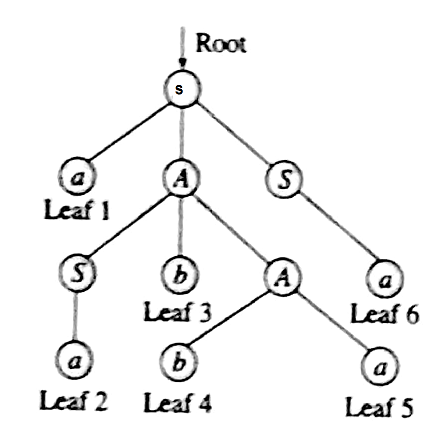 Root
s
a A S
Leaf 1
S b A a
Leaf 3 Leaf 6
a b a
Leaf 2 Leaf 4 Leaf 5